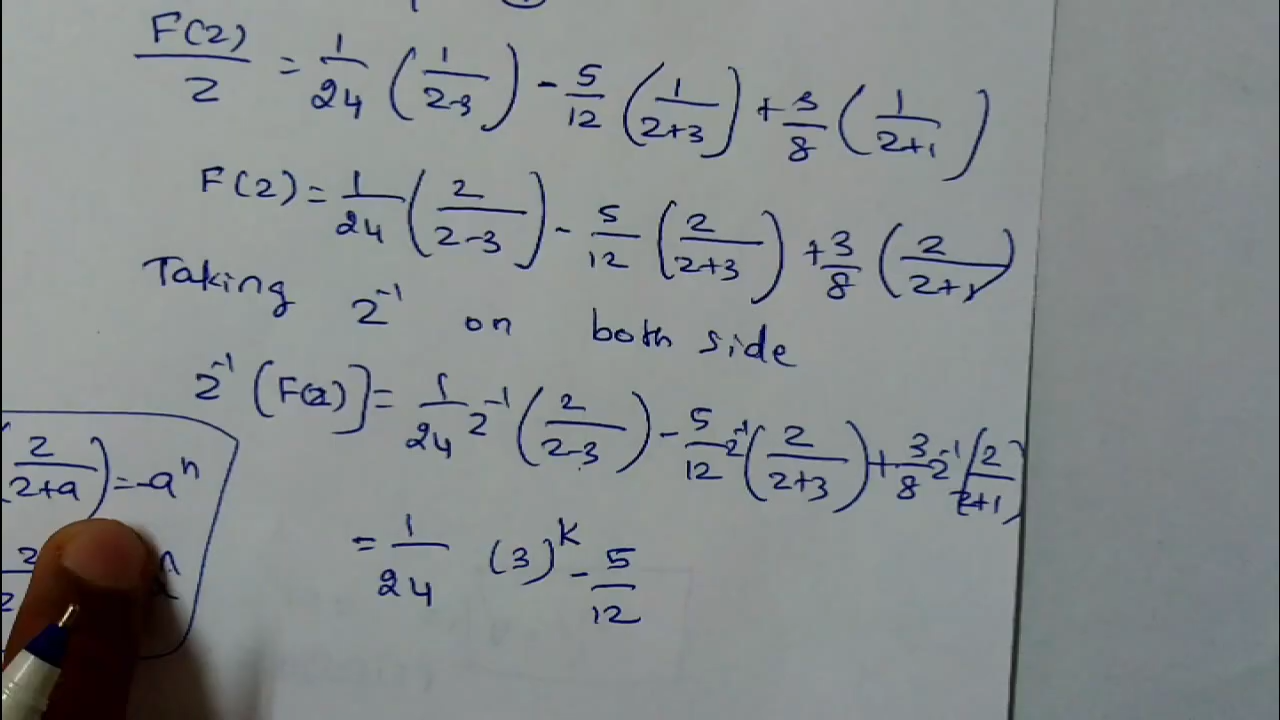 F(z)/z = 1/24 (1/z-3) - 5/12 (1/z+3) + 3/8 (1/z+1)
F(z) = 1/24 (z/z-3) - 5/12 (z/z+3) + 3/8 (z/z+1)
Taking z⁻¹ on both side
z⁻¹ [F(z)] = 1/24 z⁻¹ (z/z-3) - 5/12 z⁻¹ (z/z+3) + 3/8 z⁻¹ (z/z+1)
(z/z+a) = -aⁿ
= 1/24 (3)ᵏ - 5/12